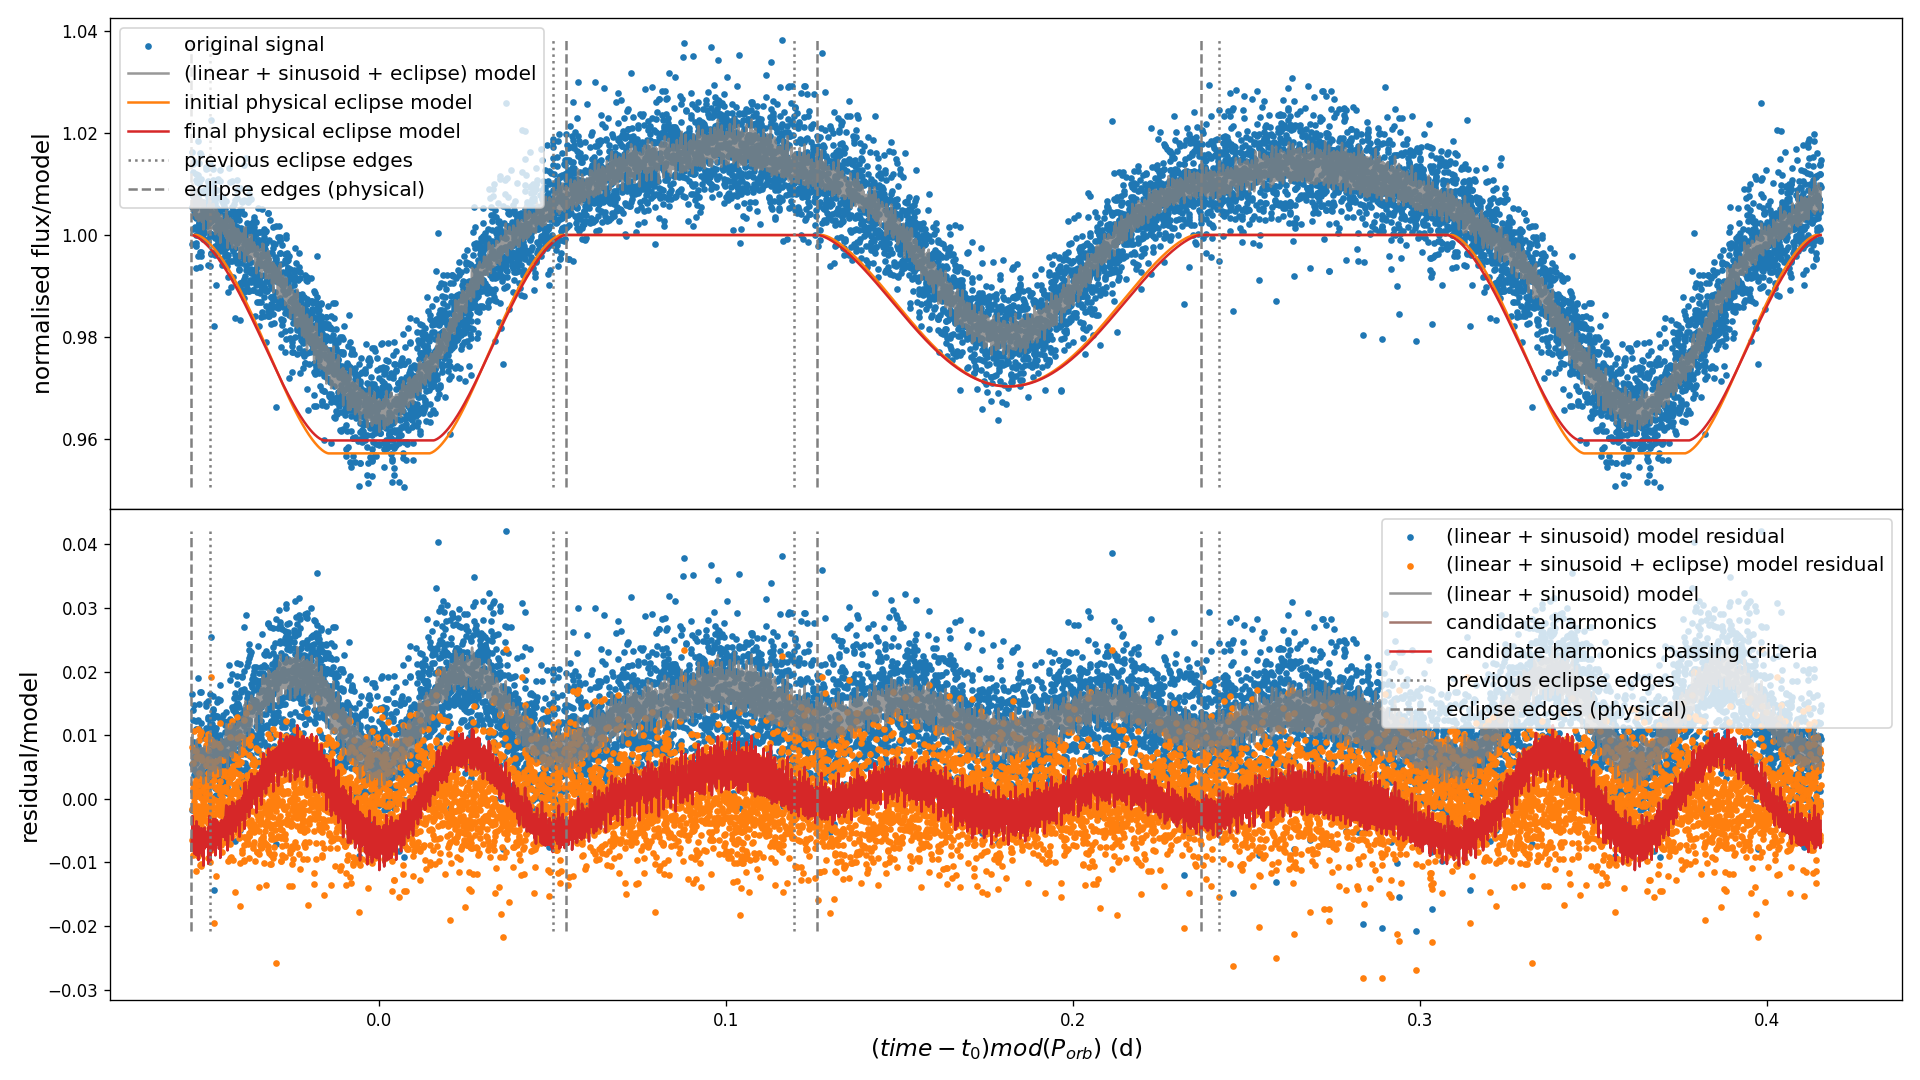 1.04
1.02
1.00
0.98
0.96
normalised flux/model
original signal
(linear + sinusoid + eclipse) model
initial physical eclipse model
final physical eclipse model
previous eclipse edges
eclipse edges (physical)
0.04
0.03
0.02
0.01
0.00
−0.01
−0.02
−0.03
residual/model
(linear + sinusoid) model residual
(linear + sinusoid + eclipse) model residual
(linear + sinusoid) model
candidate harmonics
candidate harmonics passing criteria
previous eclipse edges
eclipse edges (physical)
0.0 0.1 0.2 0.3 0.4
(time − t₀)mod(P_orb) (d)